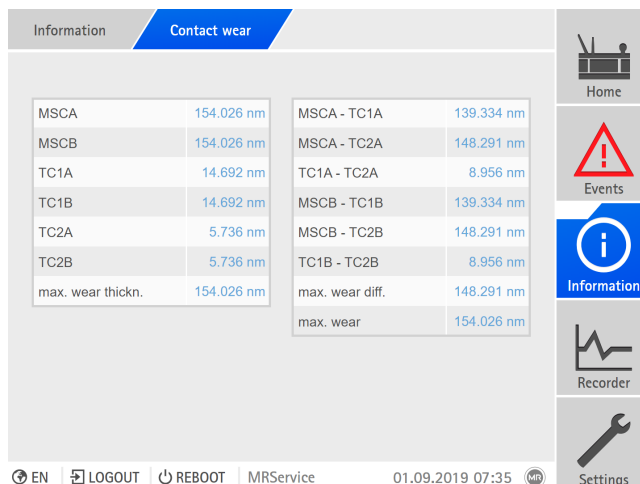 Information
Contact wear
MSCA 154.026 nm
MSCB 154.026 nm
TC1A 14.692 nm
TC1B 14.692 nm
TC2A 5.736 nm
TC2B 5.736 nm
max. wear thickn. 154.026 nm
MSCA - TC1A 139.334 nm
MSCA - TC2A 148.291 nm
TC1A - TC2A 8.956 nm
MSCB - TC1B 139.334 nm
MSCB - TC2B 148.291 nm
TC1B - TC2B 8.956 nm
max. wear diff. 148.291 nm
max. wear 154.026 nm
Home
Events
Information
Recorder
Settings
EN LOGOUT REBOOT MRService 01.09.2019 07:35 MR